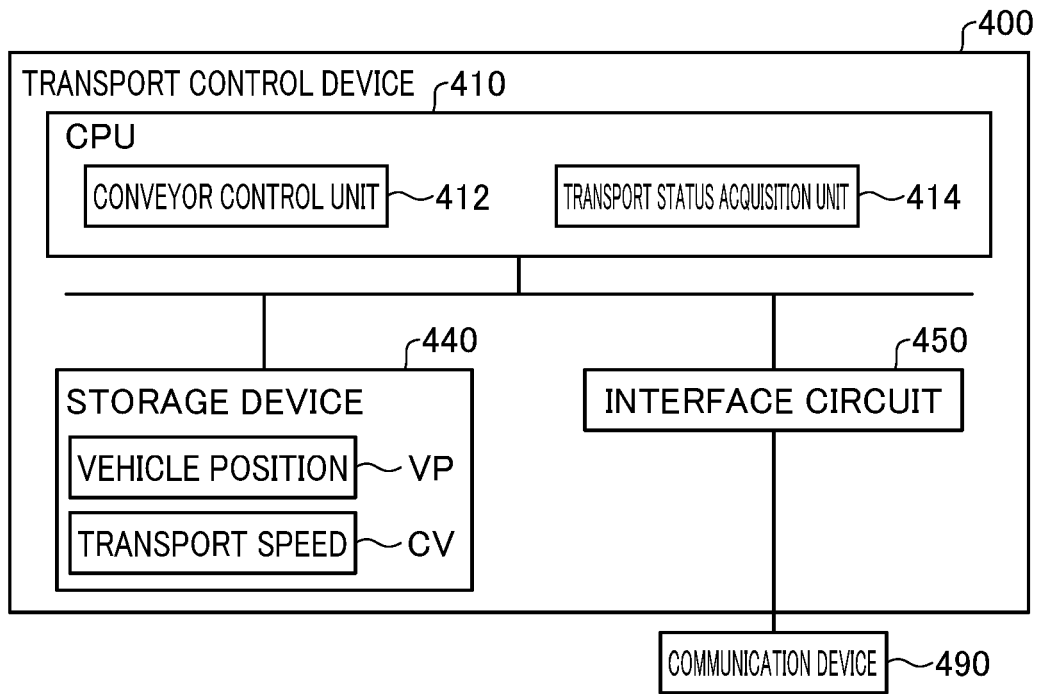 400
TRANSPORT CONTROL DEVICE
410
CPU
CONVEYOR CONTROL UNIT
412
TRANSPORT STATUS ACQUISITION UNIT
414
440
450
STORAGE DEVICE
INTERFACE CIRCUIT
VEHICLE POSITION
VP
TRANSPORT SPEED
CV
COMMUNICATION DEVICE
490